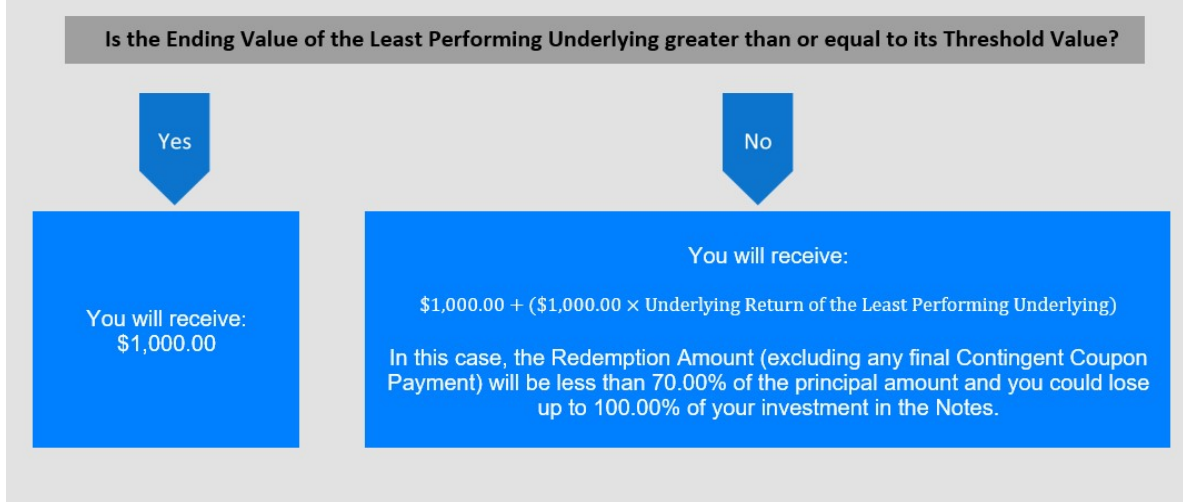 Is the Ending Value of the Least Performing Underlying greater than or equal to its Threshold Value?
Yes
No
You will receive:
$1,000.00
You will receive:
$1,000.00 + ($1,000.00 × Underlying Return of the Least Performing Underlying)
In this case, the Redemption Amount (excluding any final Contingent Coupon
Payment) will be less than 70.00% of the principal amount and you could lose
up to 100.00% of your investment in the Notes.